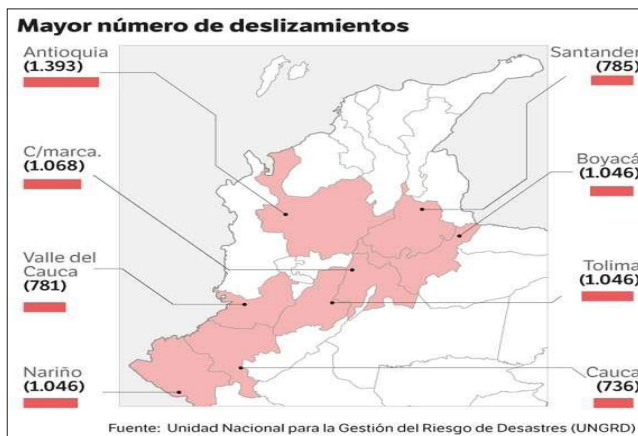 Mayor número de deslizamientos
Antioquia
(1.393)
C/marca.
(1.068)
Valle del
Cauca
(781)
Nariño
(1.046)
Santander
(785)
Boyacá
(1.046)
Tolima
(1.046)
Cauca
(736)
Fuente: Unidad Nacional para la Gestión del Riesgo de Desastres (UNGRD)